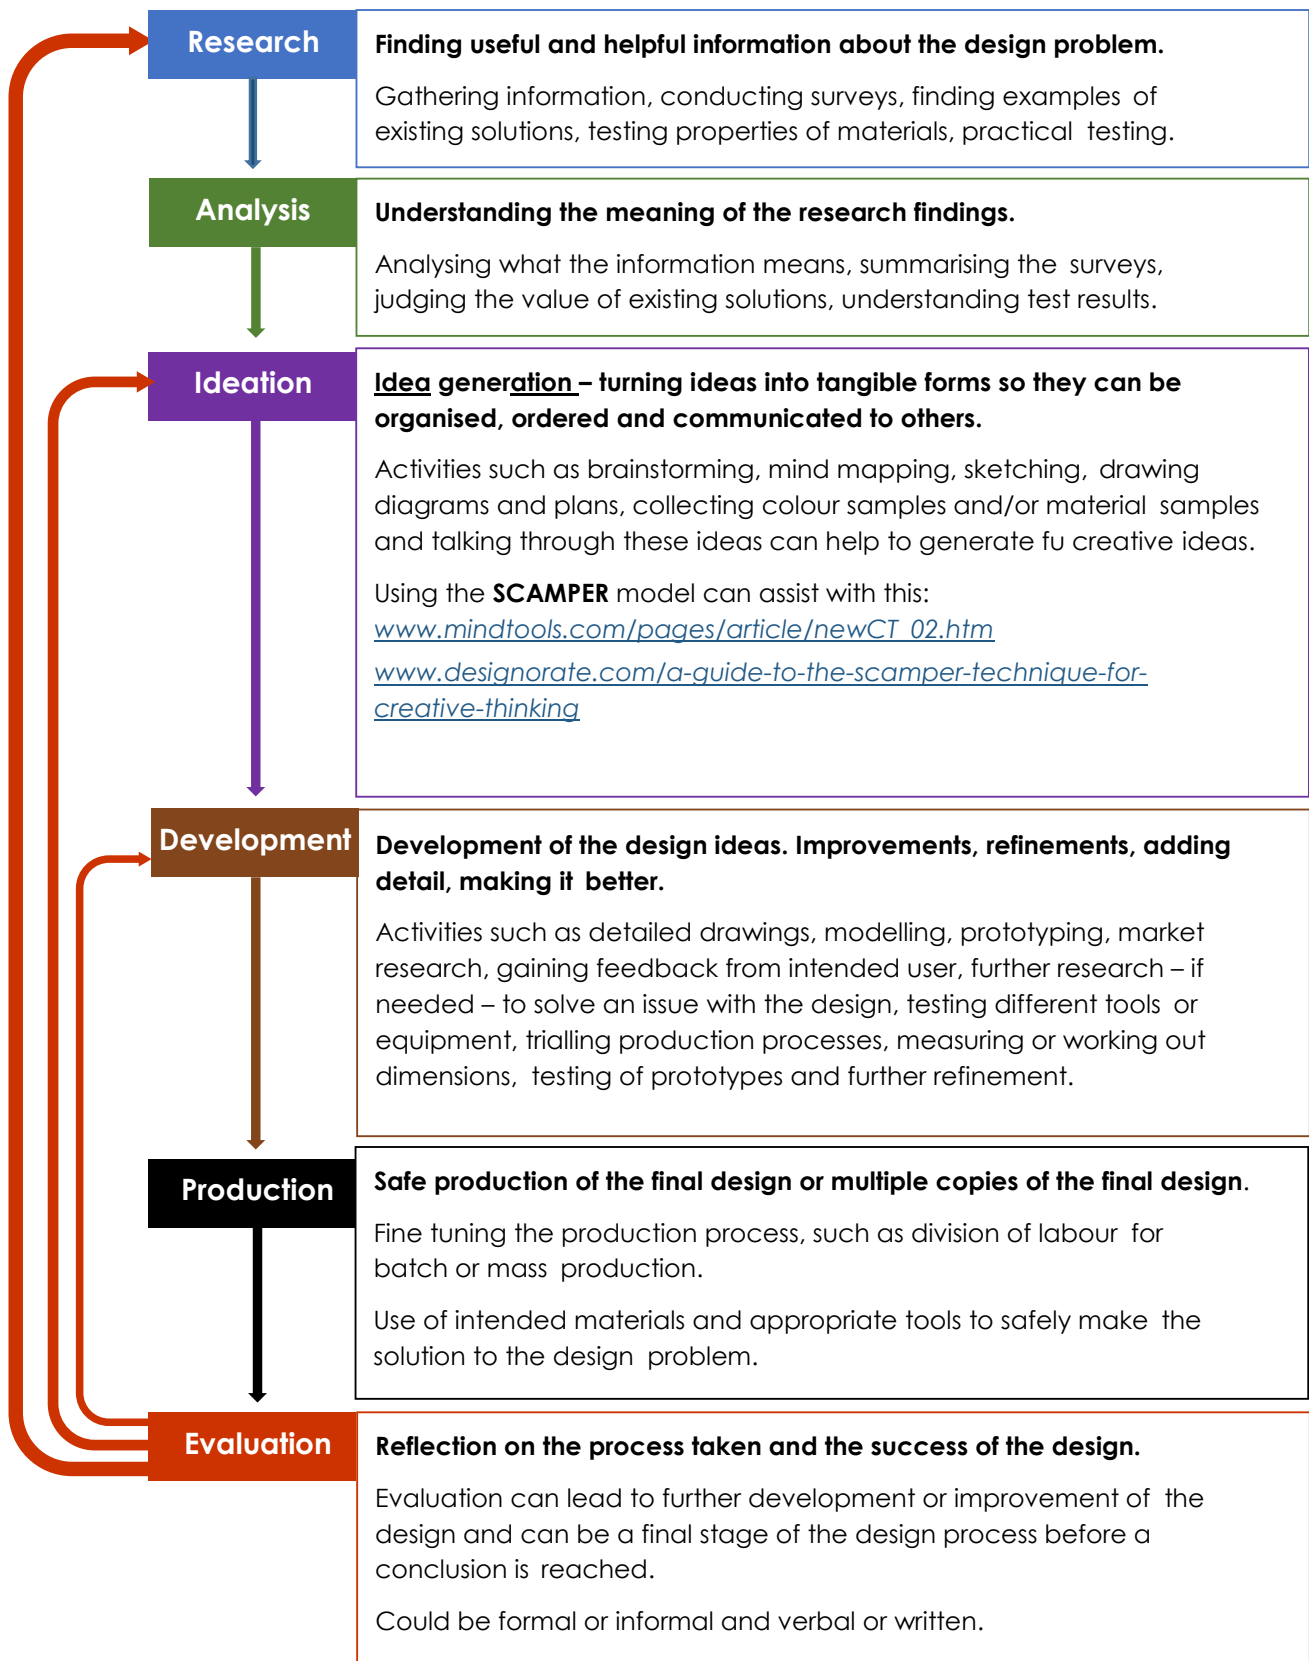 Research
Finding useful and helpful information about the design problem.
Gathering information, conducting surveys, finding examples of
existing solutions, testing properties of materials, practical testing.
Analysis
Understanding the meaning of the research findings.
Analysing what the information means, summarising the surveys,
judging the value of existing solutions, understanding test results.
Ideation
Idea generation – turning ideas into tangible forms so they can be
organised, ordered and communicated to others.
Activities such as brainstorming, mind mapping, sketching, drawing
diagrams and plans, collecting colour samples and/or material samples
and talking through these ideas can help to generate fu creative ideas.
Using the SCAMPER model can assist with this:
www.mindtools.com/pages/article/newCT_02.htm
www.designorate.com/a-guide-to-the-scamper-technique-for-
creative-thinking
Development
Development of the design ideas. Improvements, refinements, adding
detail, making it better.
Activities such as detailed drawings, modelling, prototyping, market
research, gaining feedback from intended user, further research – if
needed – to solve an issue with the design, testing different tools or
equipment, trialling production processes, measuring or working out
dimensions, testing of prototypes and further refinement.
Production
Safe production of the final design or multiple copies of the final design.
Fine tuning the production process, such as division of labour for
batch or mass production.
Use of intended materials and appropriate tools to safely make the
solution to the design problem.
Evaluation
Reflection on the process taken and the success of the design.
Evaluation can lead to further development or improvement of the
design and can be a final stage of the design process before a
conclusion is reached.
Could be formal or informal and verbal or written.